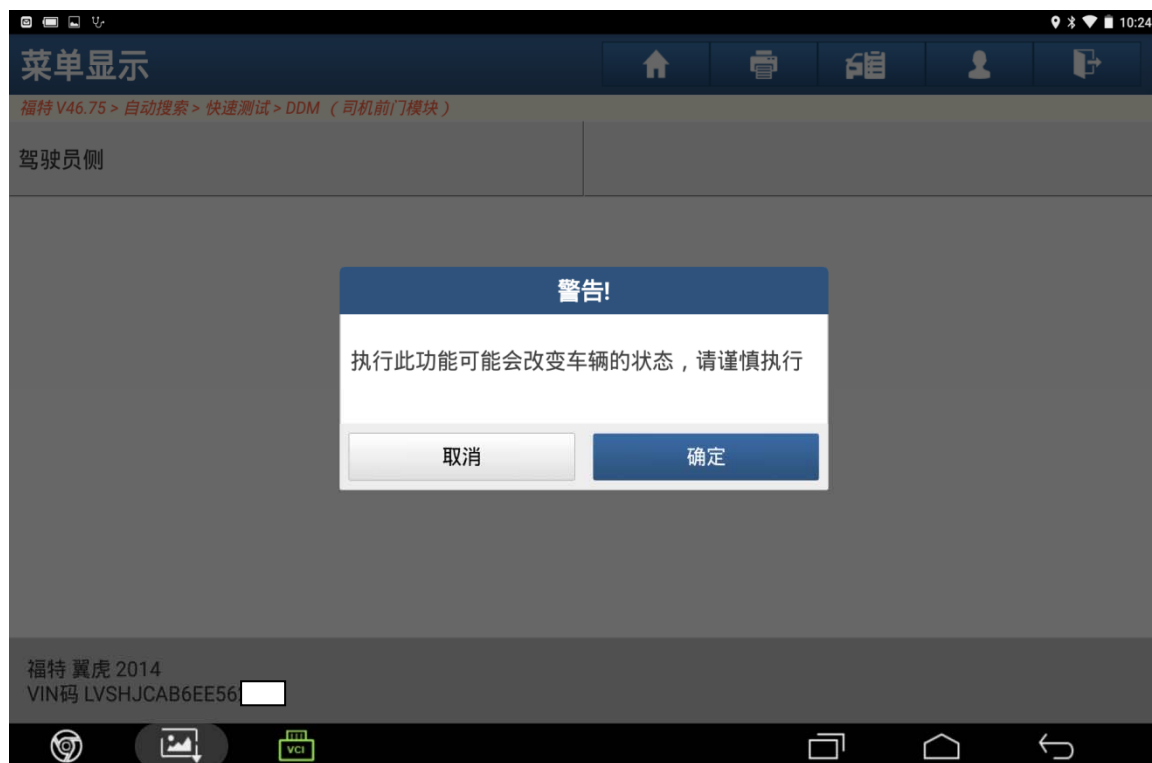 10:24
菜单显示
福特 V46.75 > 自动搜索 > 快速测试 > DDM （司机前门模块）
驾驶员侧
警告!
执行此功能可能会改变车辆的状态，请谨慎执行
取消
确定
福特 翼虎 2014
VIN码 LVSHJCAB6EE56
VCI